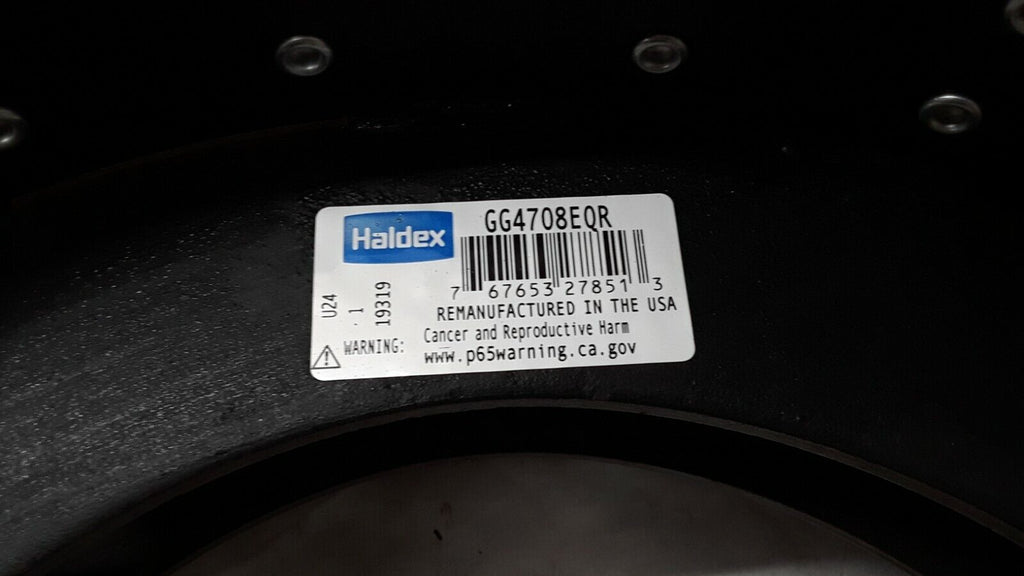 Haldex
GG4708EQR
7 67653 27851 3
U24
1
19319
REMANUFACTURED IN THE USA
WARNING:
Cancer and Reproductive Harm
www.p65warning.ca.gov